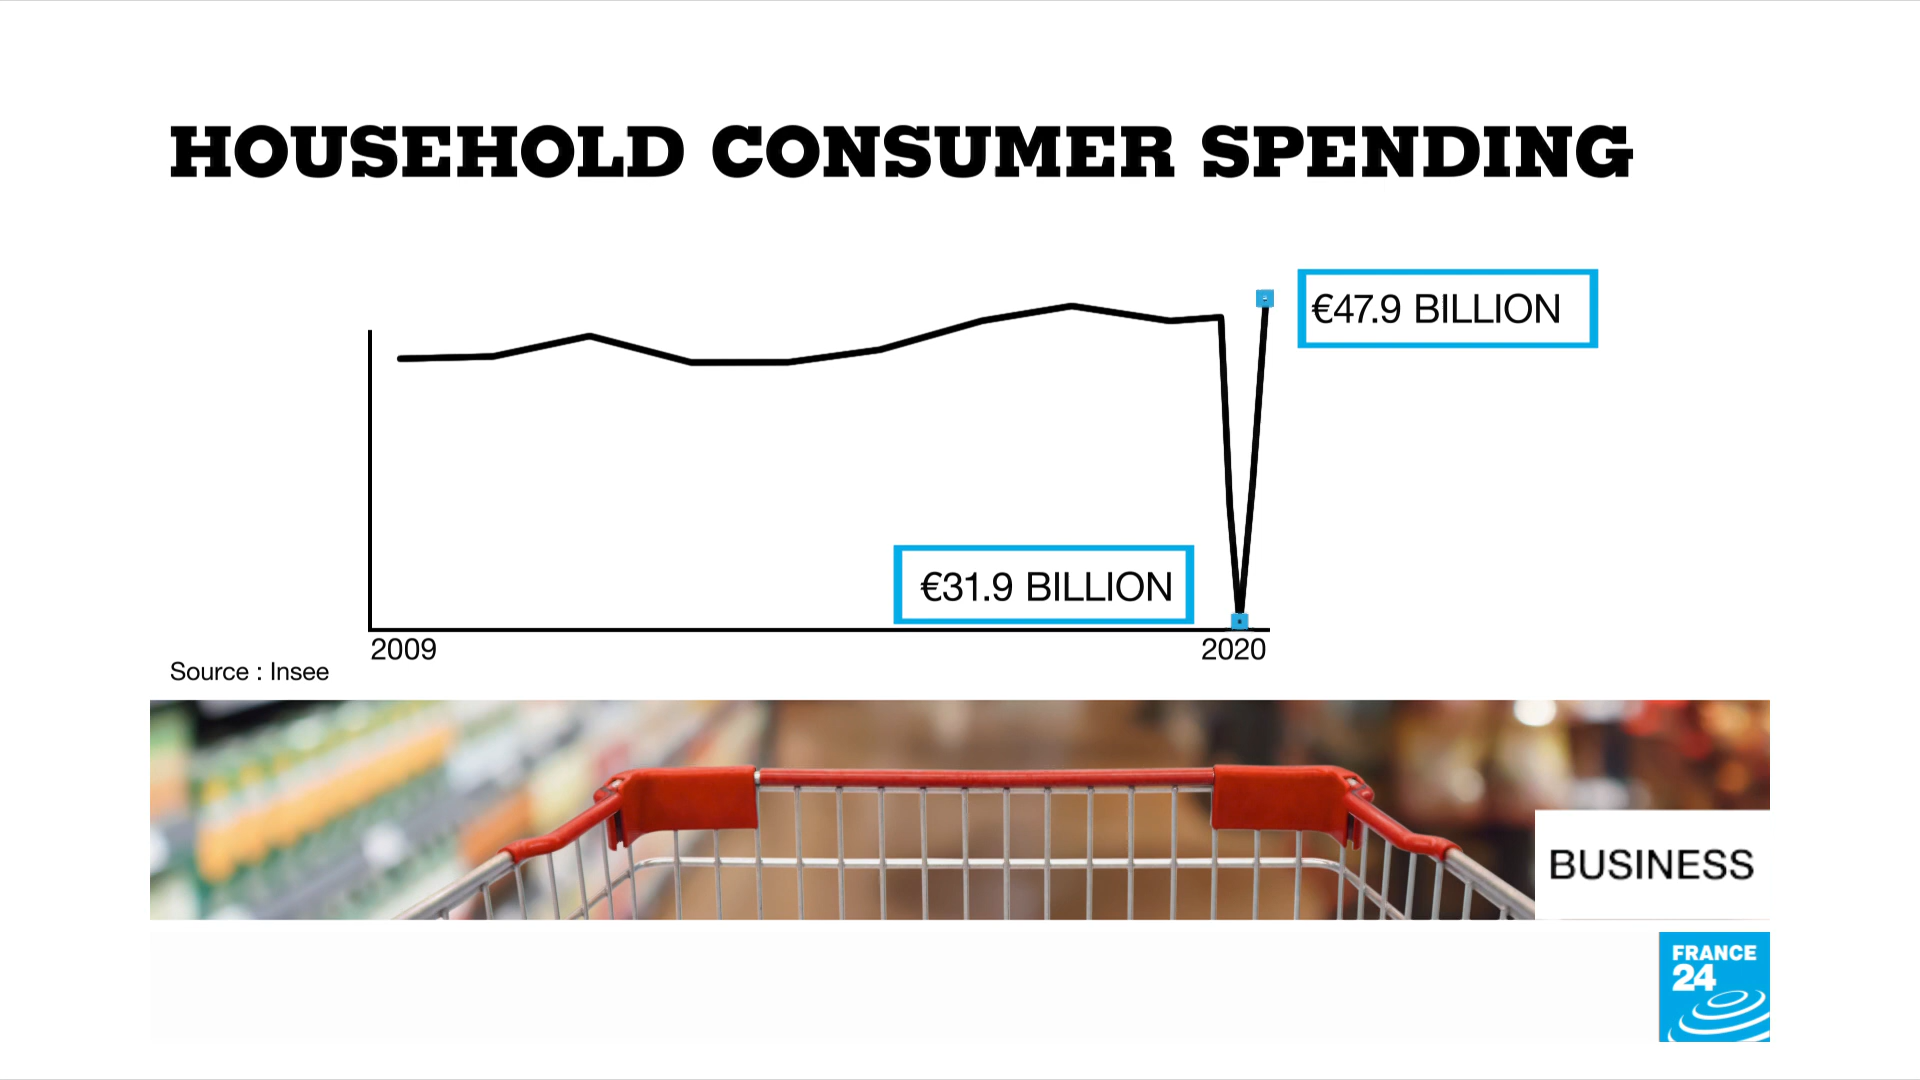 HOUSEHOLD CONSUMER SPENDING
€47.9 BILLION
€31.9 BILLION
2009
2020
Source : Insee
BUSINESS
FRANCE
24